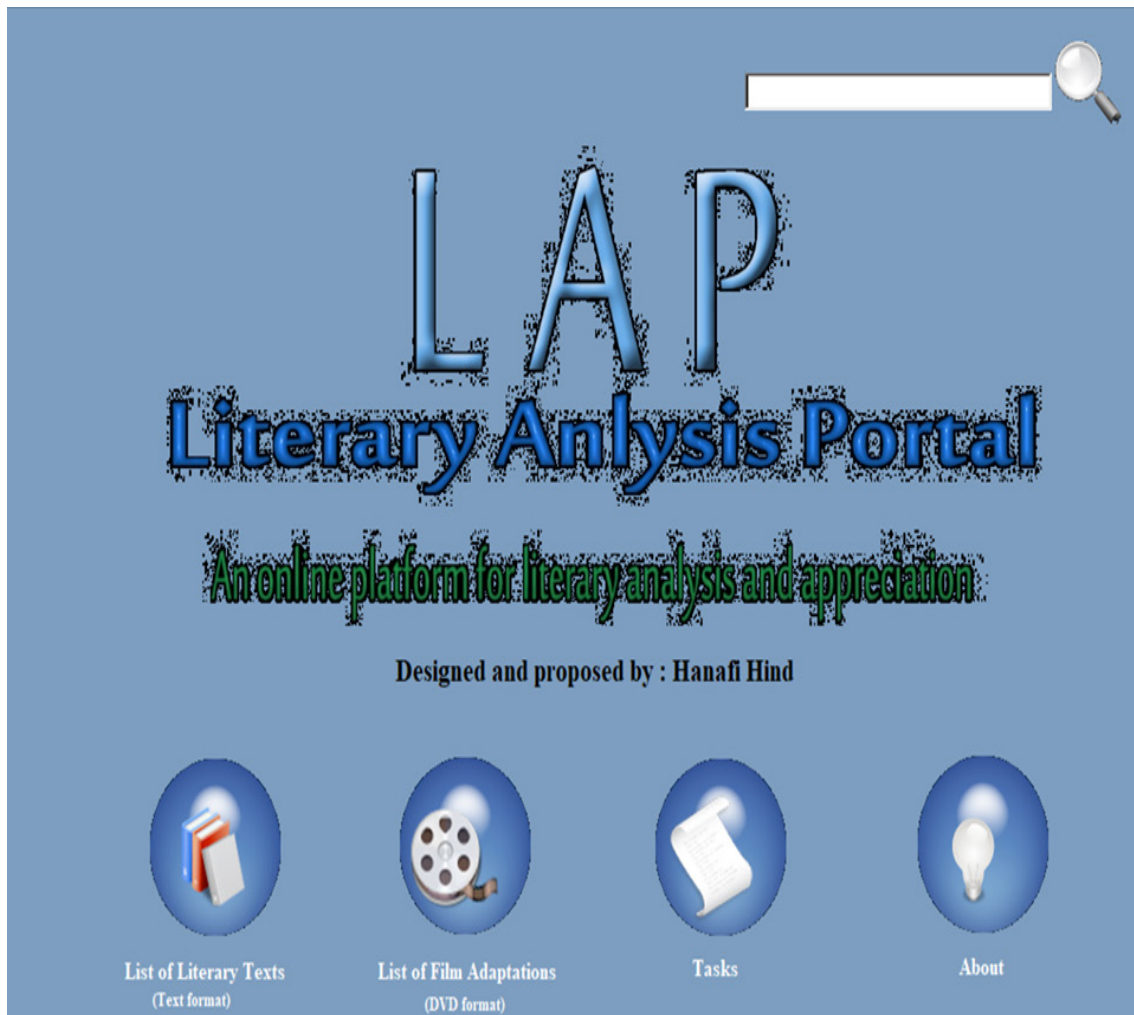 L A P
Literary Anlysis Portal
An online platform for literary analysis and appreciation
Designed and proposed by : Hanafi Hind
List of Literary Texts
(Text format)
List of Film Adaptations
(DVD format)
Tasks
About